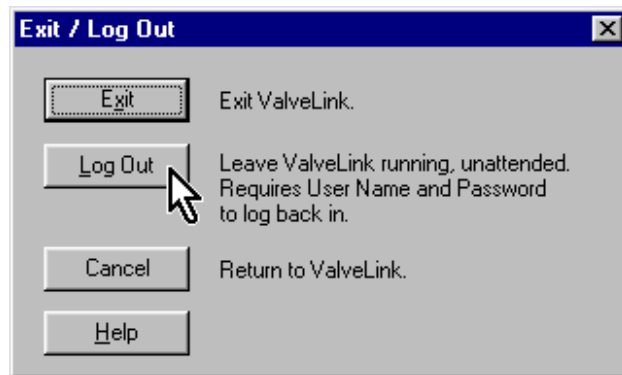 Exit / Log Out
Exit Exit ValveLink.
Log Out Leave ValveLink running, unattended.
Requires User Name and Password
to log back in.
Cancel Return to ValveLink.
Help